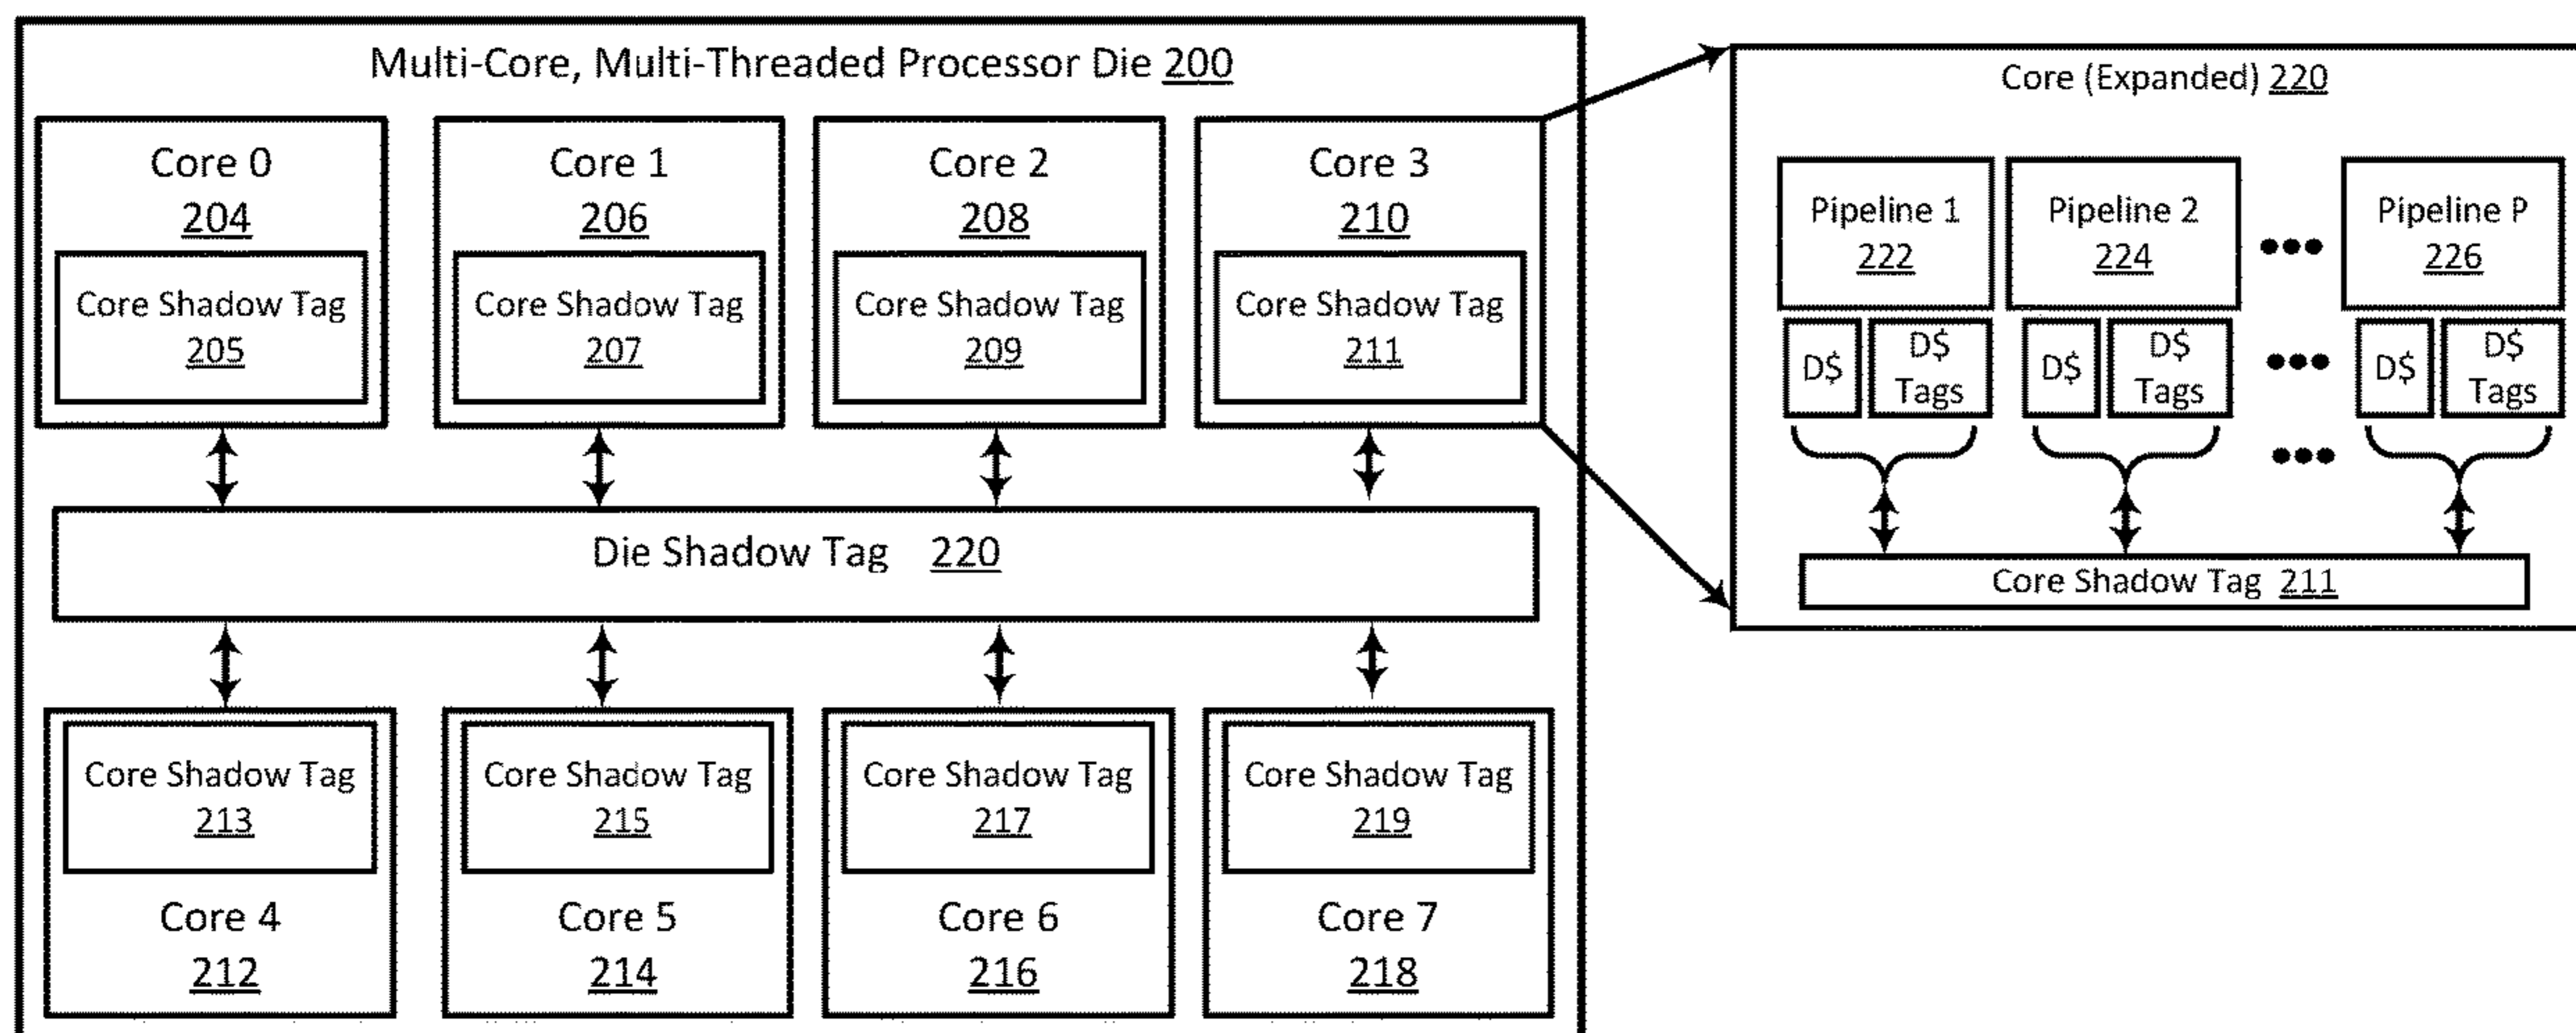 Multi-Core, Multi-Threaded Processor Die 200
Core 0
204
Core Shadow Tag
205
Core 1
206
Core Shadow Tag
207
Core 2
208
Core Shadow Tag
209
Core 3
210
Core Shadow Tag
211
Die Shadow Tag 220
Core Shadow Tag
213
Core 4
212
Core Shadow Tag
215
Core 5
214
Core Shadow Tag
217
Core 6
216
Core Shadow Tag
219
Core 7
218
Core (Expanded) 220
Pipeline 1
222
Pipeline 2
224
Pipeline P
226
D$
D$
Tags
D$
D$
Tags
D$
D$
Tags
Core Shadow Tag 211